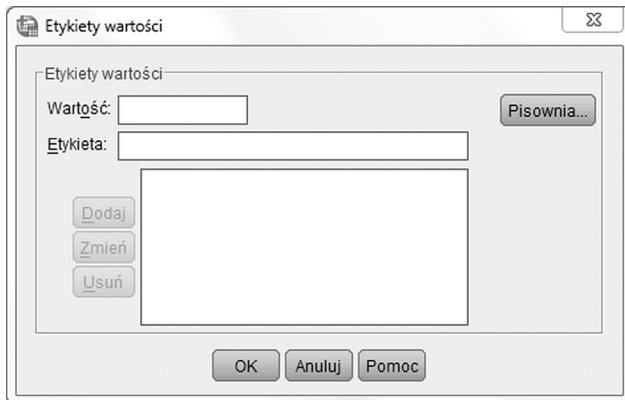 Etykiety wartości
Etykiety wartości
Wartość:
Pisownia...
Etykieta:
Dodaj
Zmień
Usuń
OK Anuluj Pomoc